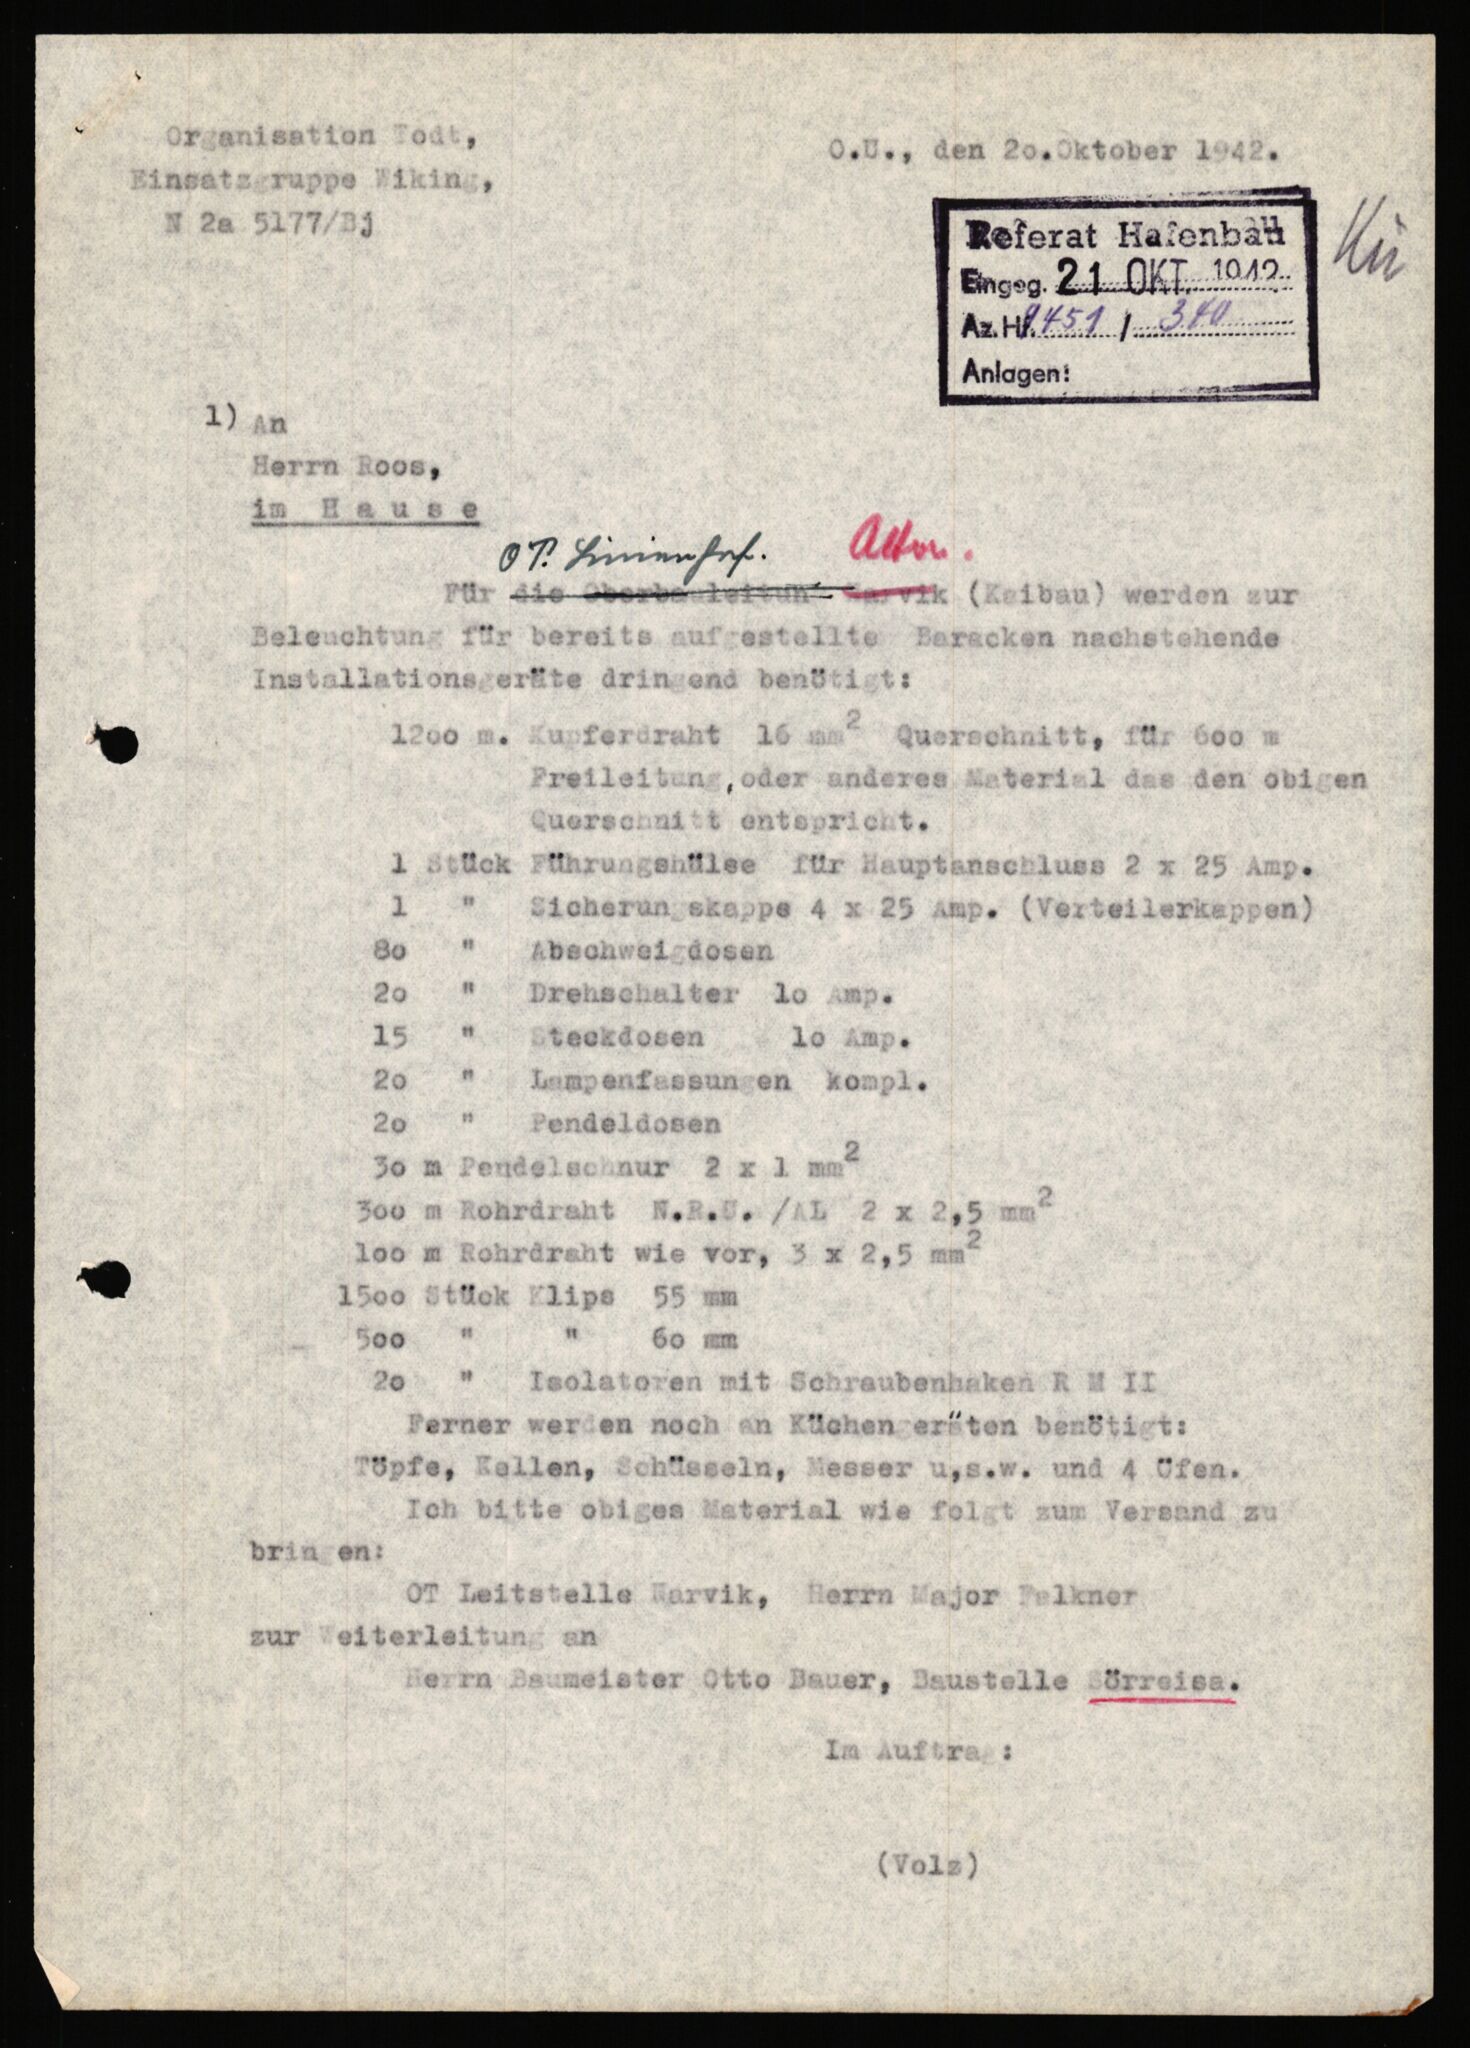 Organisation Todt,
Einsatzgruppe Wiking,
N 2a 5177/Bj
O.U., den 2o.Oktober 1942.
Referat Hafenbau
Eingeg. 21 OKT. 1942
Az. H 1451 / 340
Anlagen:
1) An
Herrn Roos,
im H a u s e
OT.
Für die Oberbauleitung Narvik (Kaibau) werden zur
Beleuchtung für bereits aufgestellte Baracken nachstehende
Installationsgeräte dringend benötigt:
12oo m. Kupferdraht 16 mm2 Querschnitt, für 6oo m
Freileitung,oder anderes Material das den obigen
Querschnitt entspricht.
1 Stück Führungshülse für Hauptanschluss 2 x 25 Amp.
1 " Sicherungskappe 4 x 25 Amp. (Verteilerkappen)
8o " Abschweigdosen
2o " Drehschalter 1o Amp.
15 " Steckdosen 1o Amp.
2o " Lampenfassungen kompl.
2o " Pendeldosen
3o m Pendelschnur 2 x 1 mm2
3oo m Rohrdraht N.R.U. /AL 2 x 2,5 mm2
1oo m Rohrdraht wie vor, 3 x 2,5 mm2
15oo Stück Klips 55 mm
5oo " " 6o mm
2o " Isolatoren mit Schraubenhaken R M II
Ferner werden noch an Küchengeräten benötigt:
Töpfe, Kellen, Schüsseln, Messer u,s.w. und 4 Öfen.
Ich bitte obiges Material wie folgt zum Versand zu
bringen:
OT Leitstelle Narvik, Herrn Major Falkner
zur Weiterleitung an
Herrn Baumeister Otto Bauer, Baustelle Sörreisa.
Im Auftrag:
(Volz)